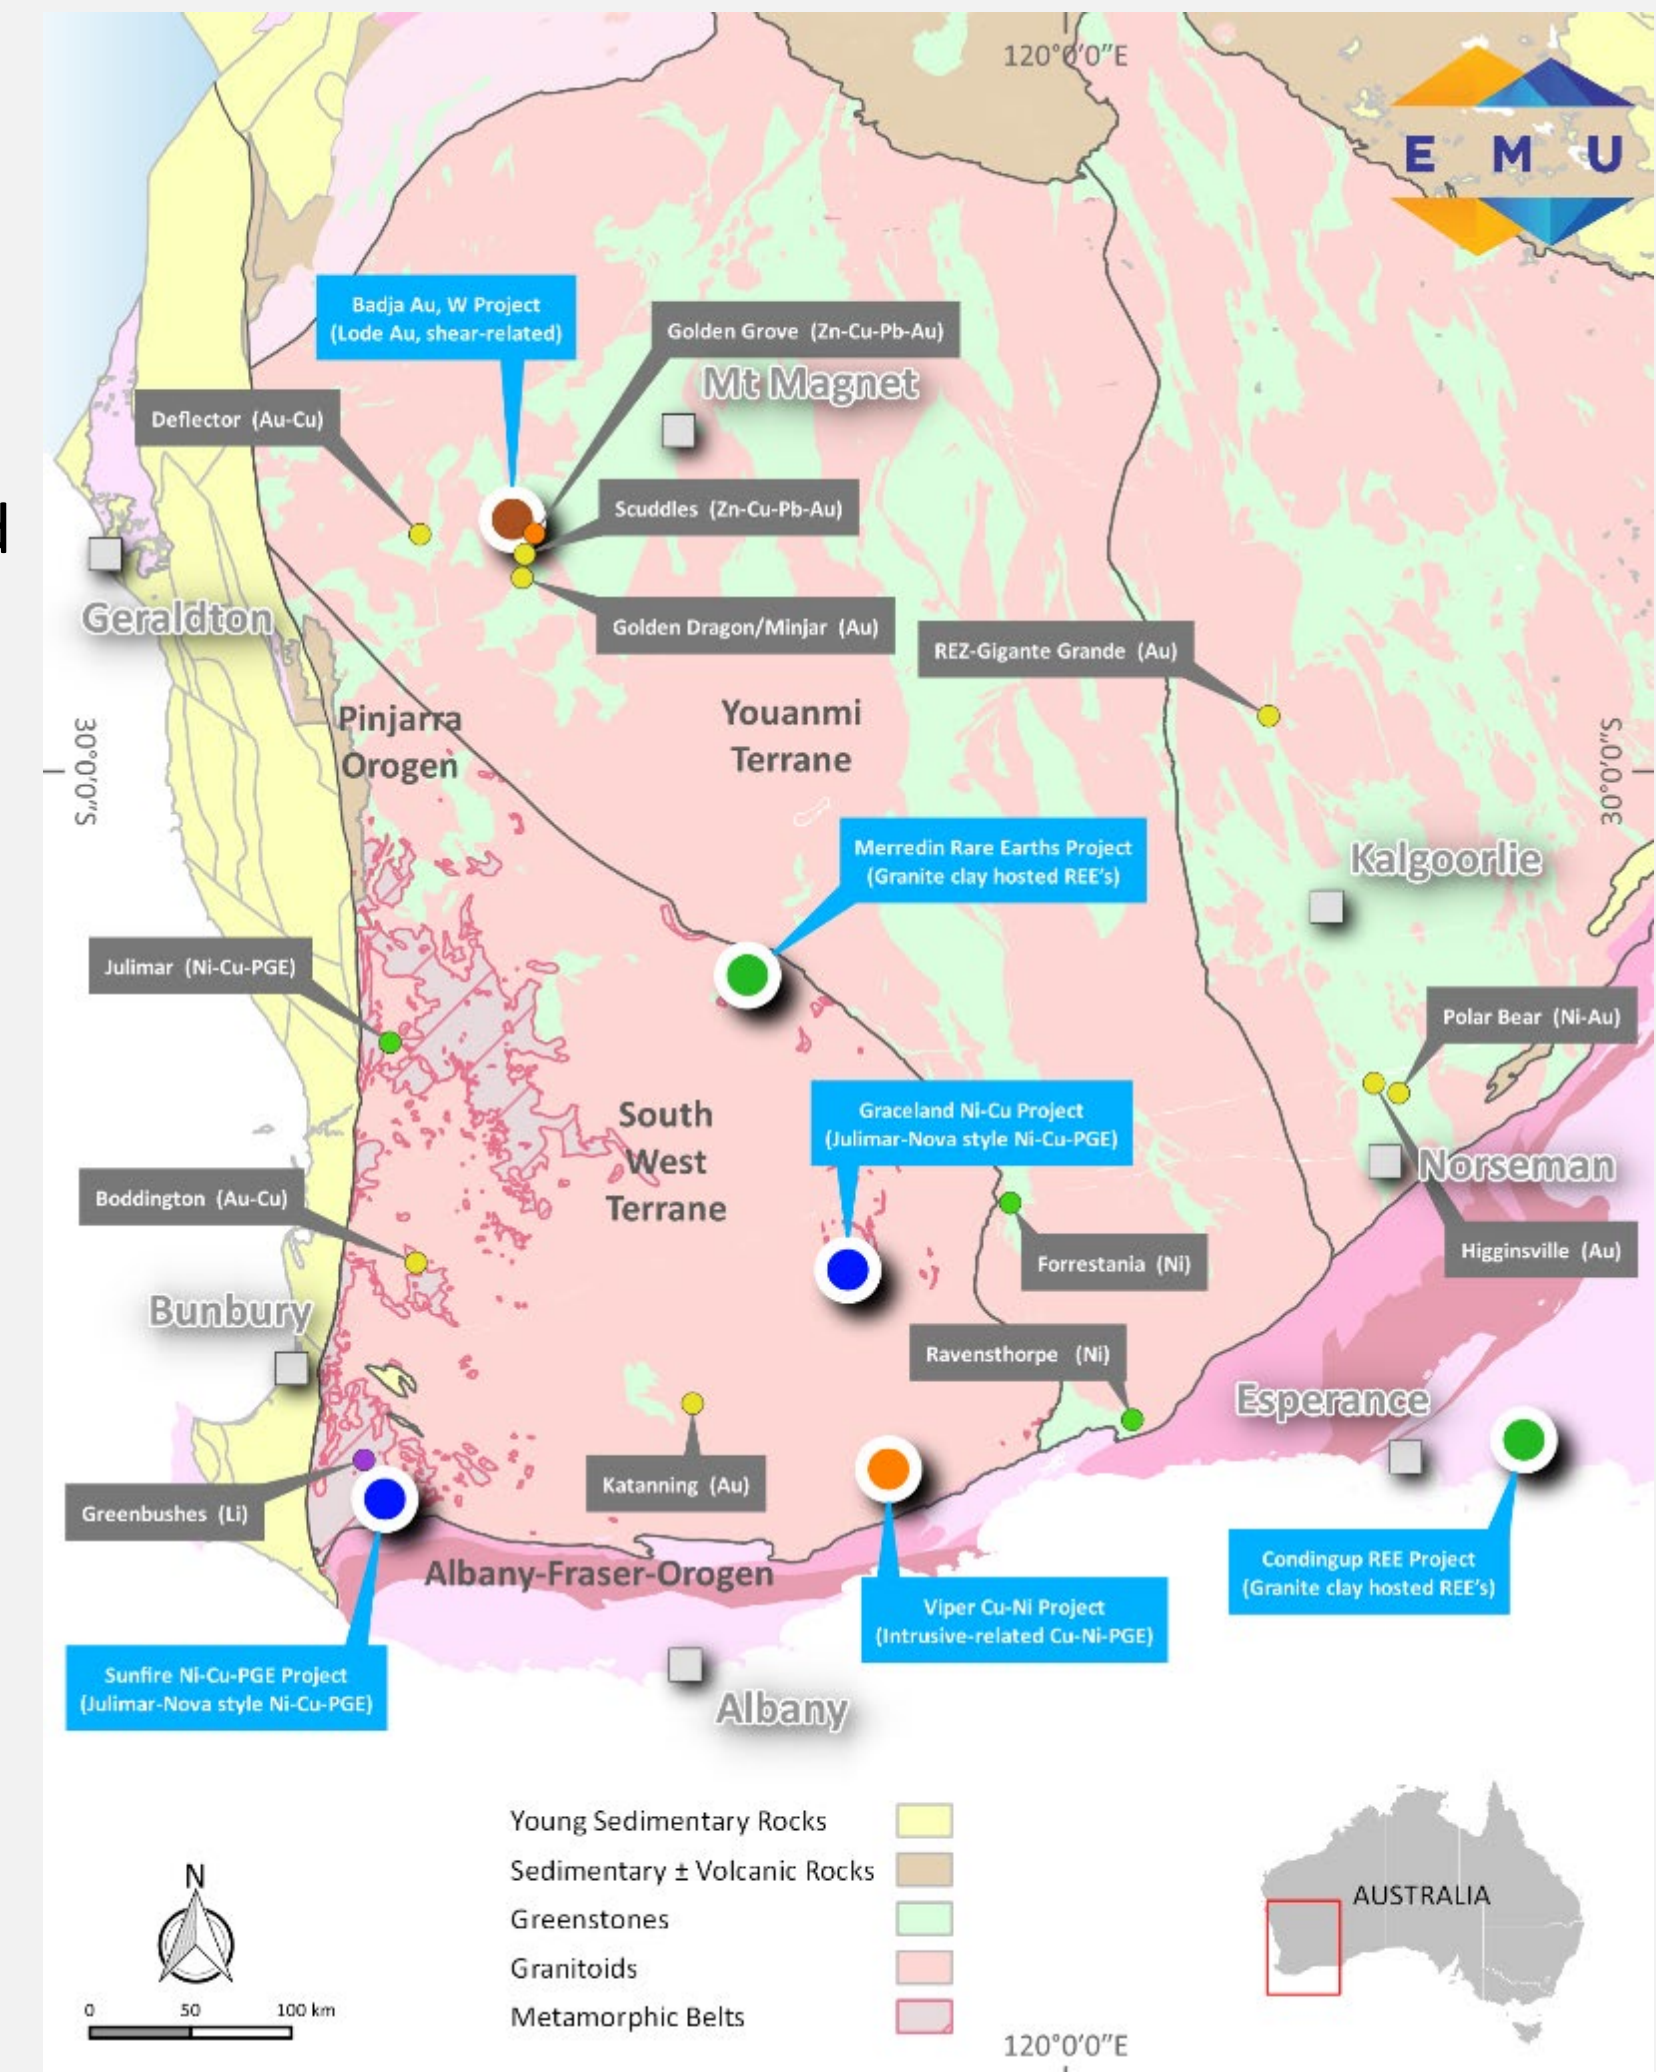 120°0'0"E
E M U
Badja Au, W Project
(Lode Au, shear-related)
Golden Grove (Zn-Cu-Pb-Au)
Mt Magnet
Deflector (Au-Cu)
Scuddles (Zn-Cu-Pb-Au)
Geraldton
Golden Dragon/Minjar (Au)
REZ-Gigante Grande (Au)
Pinjarra
Orogen
Youanmi
Terrane
30°0'0"S
30°0'0"S
Merredin Rare Earths Project
(Granite clay hosted REE's)
Kalgoorlie
Julimar (Ni-Cu-PGE)
Polar Bear (Ni-Au)
South
West
Terrane
Graceland Ni-Cu Project
(Julimar-Nova style Ni-Cu-PGE)
Norseman
Boddington (Au-Cu)
Forrestania (Ni)
Higginsville (Au)
Bunbury
Ravensthorpe (Ni)
Esperance
Katanning (Au)
Greenbushes (Li)
Albany-Fraser-Orogen
Condingup REE Project
(Granite clay hosted REE's)
Viper Cu-Ni Project
(Intrusive-related Cu-Ni-PGE)
Sunfire Ni-Cu-PGE Project
(Julimar-Nova style Ni-Cu-PGE)
Albany
Young Sedimentary Rocks
Sedimentary ± Volcanic Rocks
Greenstones
Granitoids
Metamorphic Belts
N
0 50 100 km
AUSTRALIA
120°0'0"E